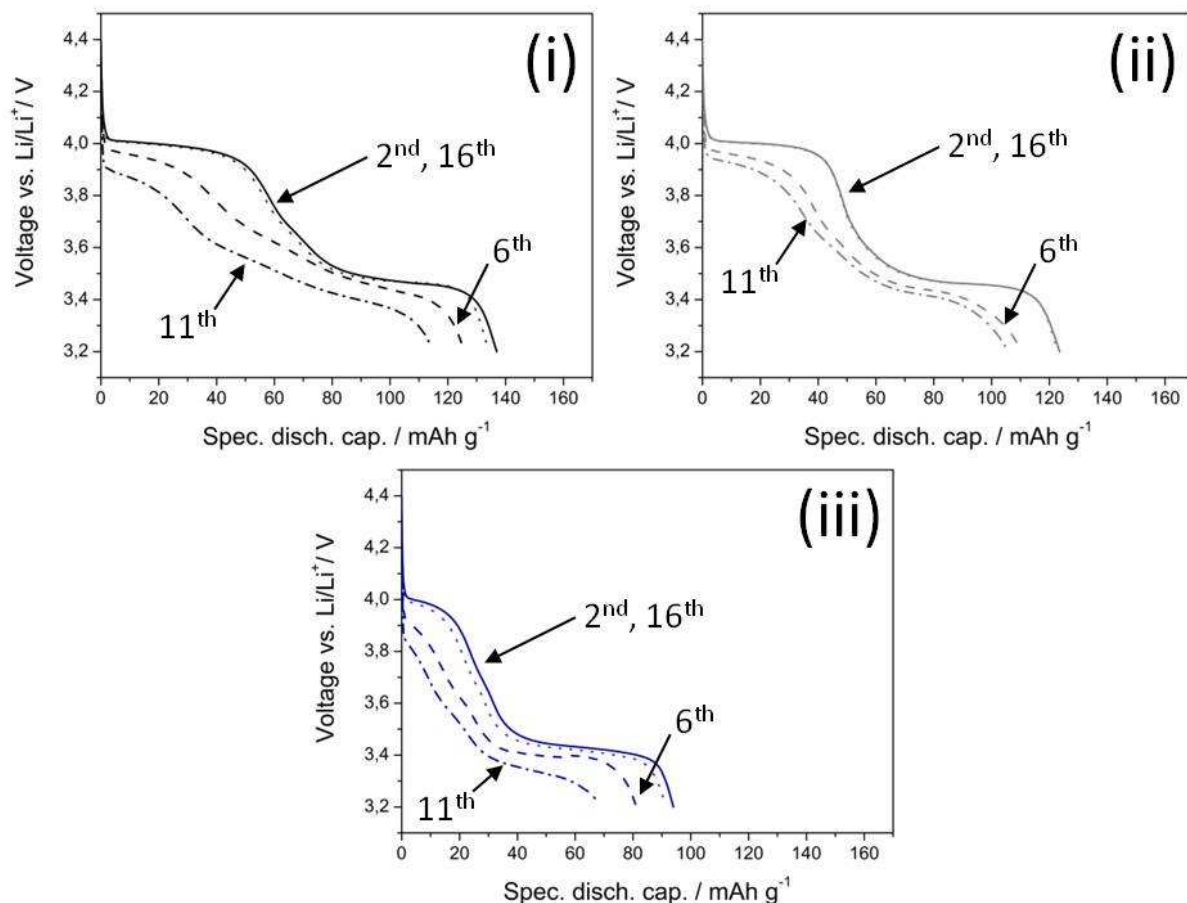 (i)
Voltage vs. Li/Li⁺/ V
4,4
4,2
4,0
3,8
3,6
3,4
3,2
2ⁿᵈ, 16ᵗʰ
6ᵗʰ
11ᵗʰ
0 20 40 60 80 100 120 140 160
Spec. disch. cap. / mAh g⁻¹
(ii)
Voltage vs. Li/Li⁺/ V
4,4
4,2
4,0
3,8
3,6
3,4
3,2
2ⁿᵈ, 16ᵗʰ
6ᵗʰ
11ᵗʰ
0 20 40 60 80 100 120 140 160
Spec. disch. cap. / mAh g⁻¹
(iii)
Voltage vs. Li/Li⁺/ V
4,4
4,2
4,0
3,8
3,6
3,4
3,2
2ⁿᵈ, 16ᵗʰ
6ᵗʰ
11ᵗʰ
0 20 40 60 80 100 120 140 160
Spec. disch. cap. / mAh g⁻¹